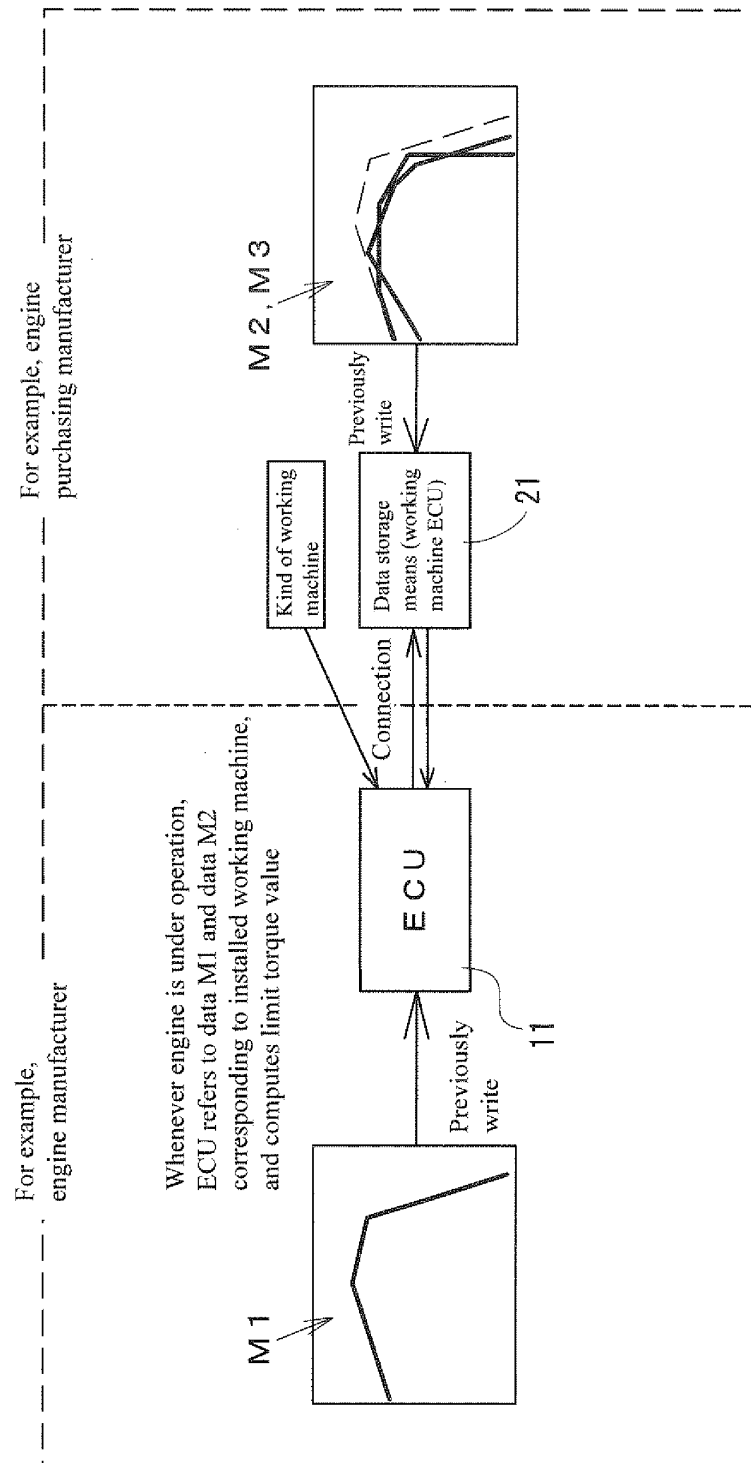 For example,
engine manufacturer
For example, engine
purchasing manufacturer
Whenever engine is under operation,
ECU refers to data M1 and data M2
corresponding to installed working machine,
and computes limit torque value
M1
Previously
write
ECU
11
Connection
Kind of working
machine
Data storage
means (working
machine ECU)
21
Previously
write
M2, M3